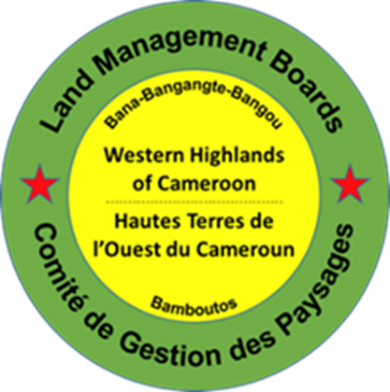 Land Management Boards
Bana-Bangangte-Bangou
Western Highlands
of Cameroon
Hautes Terres de
l'Ouest du Cameroun
Bamboutos
Comité de Gestion des Paysages